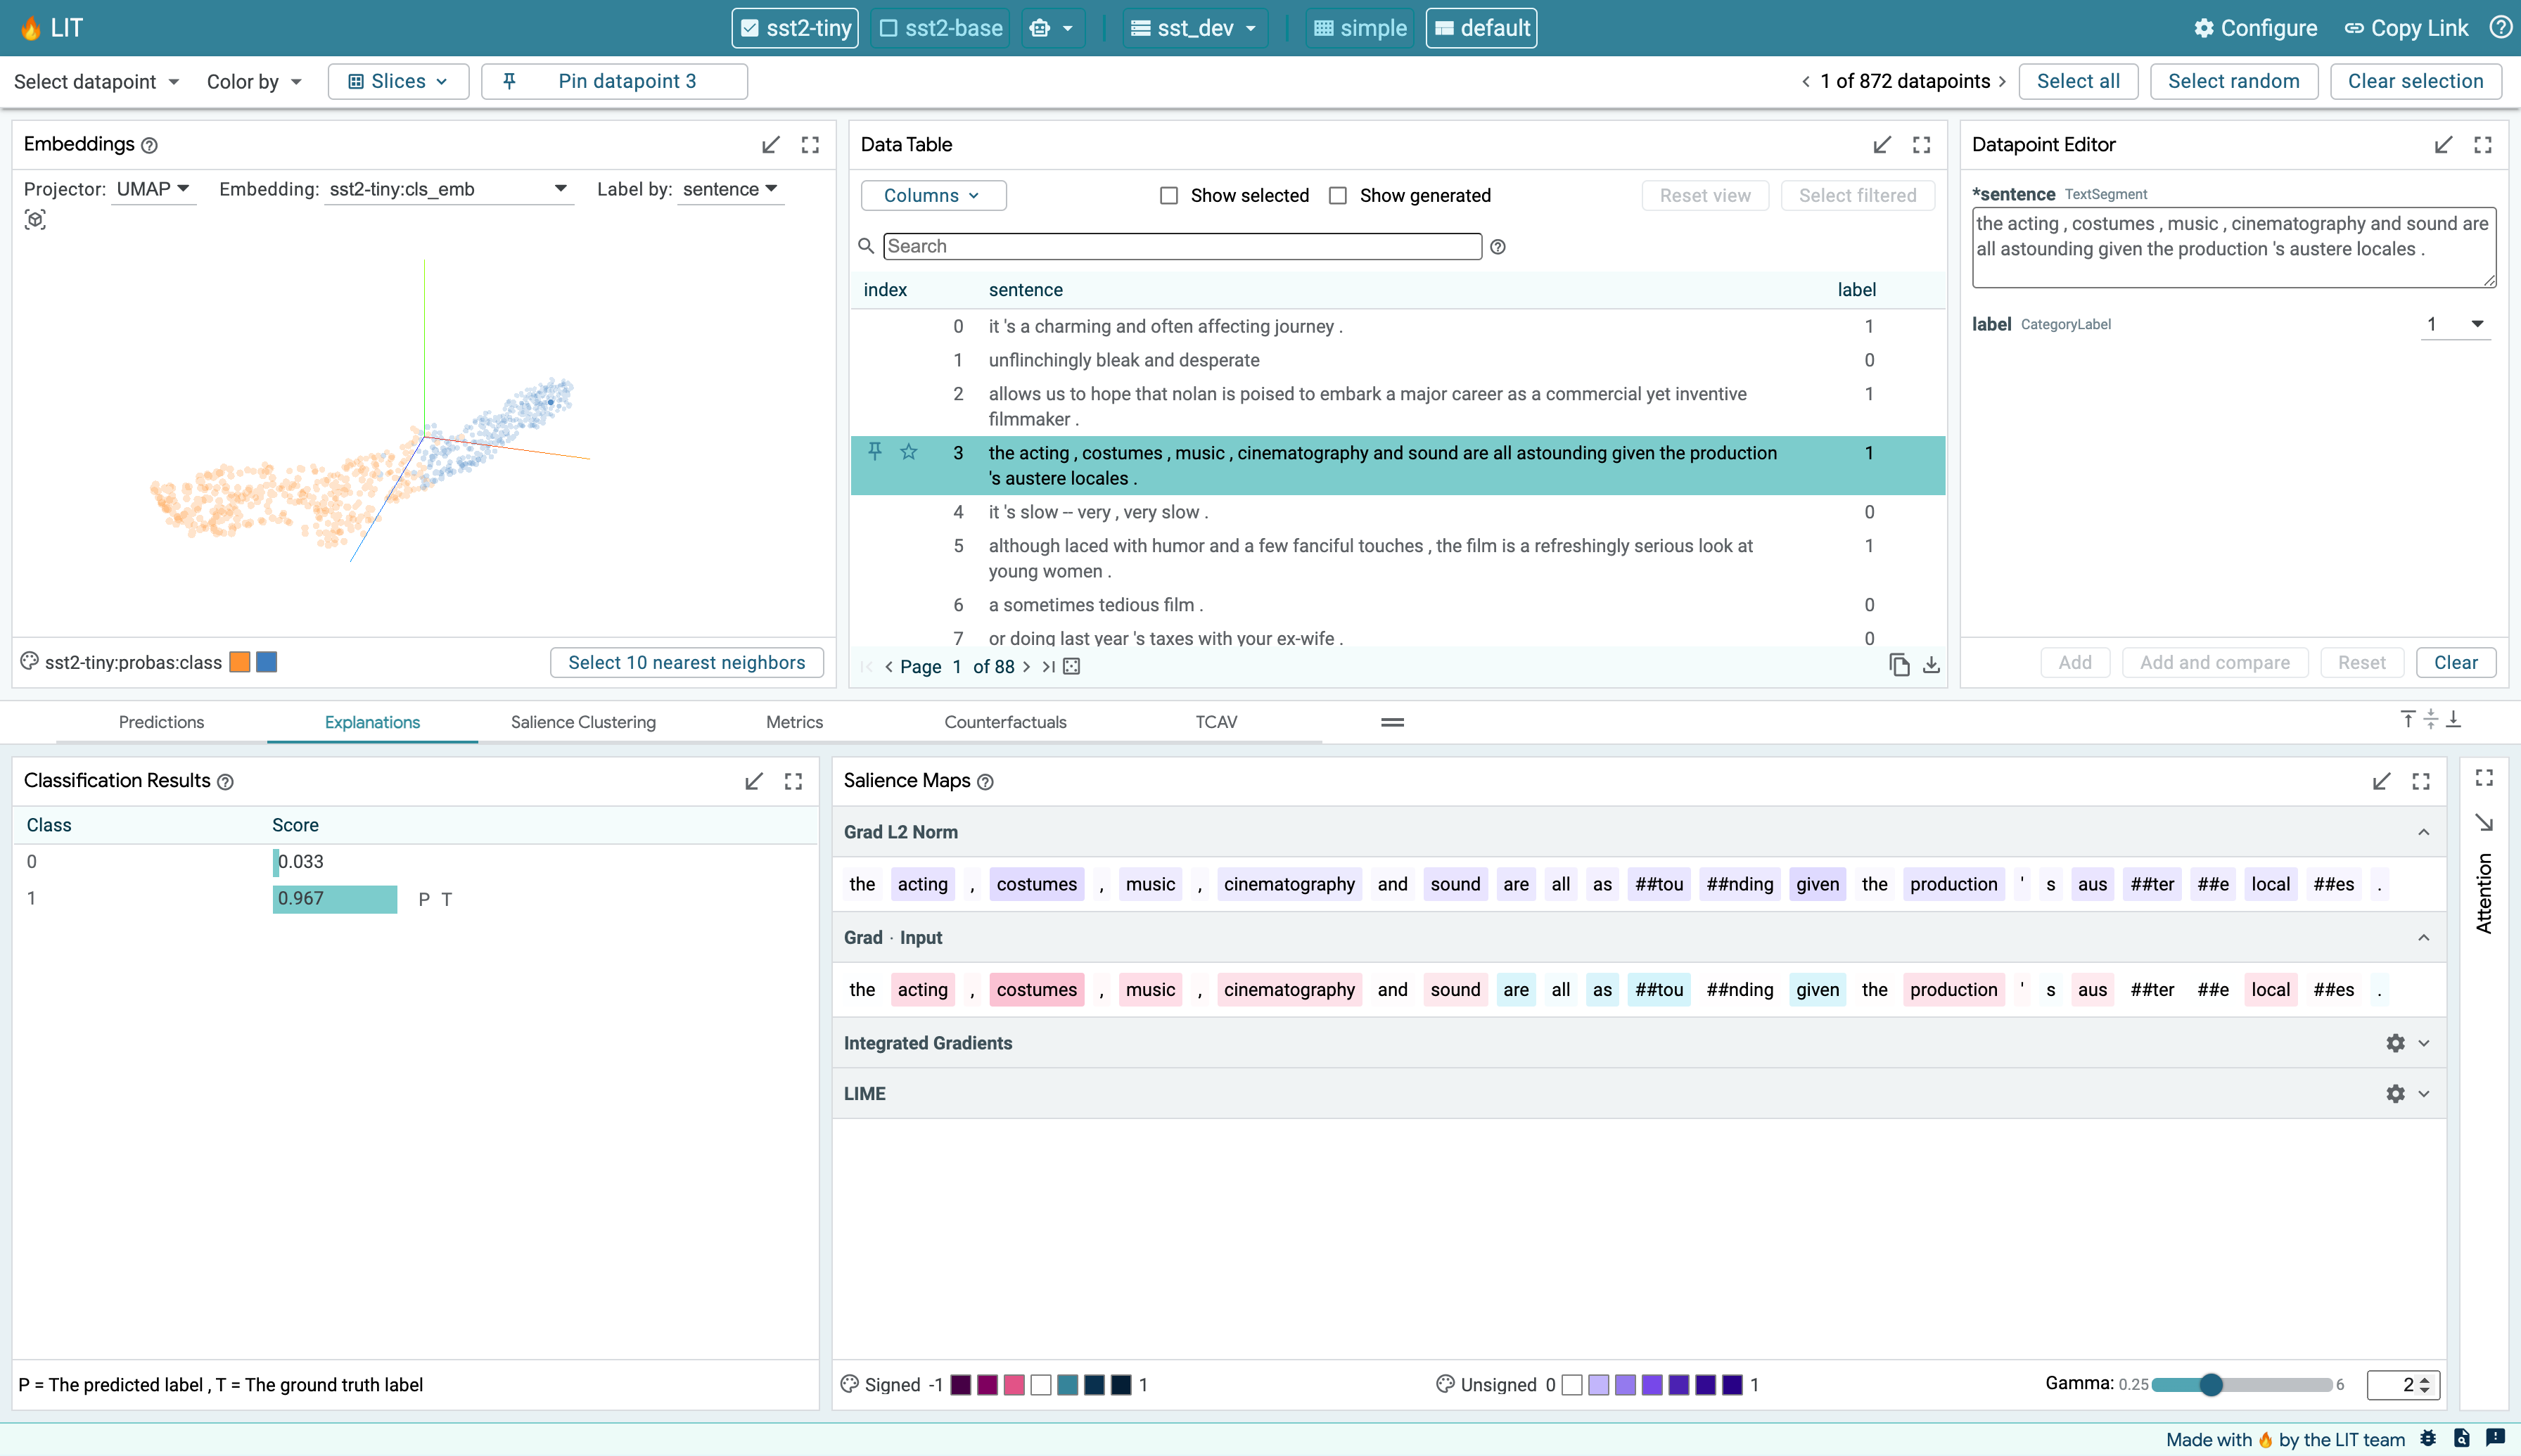 LIT
sst2-tiny sst2-base sst_dev simple default
Configure Copy Link
Select datapoint Color by Slices Pin datapoint 3
1 of 872 datapoints Select all Select random Clear selection
Embeddings
Projector: UMAP Embedding: sst2-tiny:cls_emb Label by: sentence
sst2-tiny:probas:class Select 10 nearest neighbors
Data Table
Columns Show selected Show generated Reset view Select filtered
Search
index sentence label
0 it 's a charming and often affecting journey . 1
1 unflinchingly bleak and desperate 0
2 allows us to hope that nolan is poised to embark a major career as a commercial yet inventive 1
filmmaker .
3 the acting , costumes , music , cinematography and sound are all astounding given the production 1
's austere locales .
4 it 's slow -- very , very slow . 0
5 although laced with humor and a few fanciful touches , the film is a refreshingly serious look at 1
young women .
6 a sometimes tedious film . 0
7 or doing last year 's taxes with your ex-wife . 0
Page 1 of 88
Datapoint Editor
*sentence TextSegment
the acting , costumes , music , cinematography and sound are
all astounding given the production 's austere locales .
label CategoryLabel 1
Add Add and compare Reset Clear
Predictions Explanations Salience Clustering Metrics Counterfactuals TCAV
Classification Results
Class Score
0 0.033
1 0.967 P T
P = The predicted label , T = The ground truth label
Salience Maps
Grad L2 Norm
the acting , costumes , music , cinematography and sound are all as ##tou ##nding given the production ' s aus ##ter ##e local ##es .
Grad · Input
the acting , costumes , music , cinematography and sound are all as ##tou ##nding given the production ' s aus ##ter ##e local ##es .
Integrated Gradients
LIME
Signed -1 1 Unsigned 0 1 Gamma: 0.25 6 2
Attention
Made with 🔥 by the LIT team